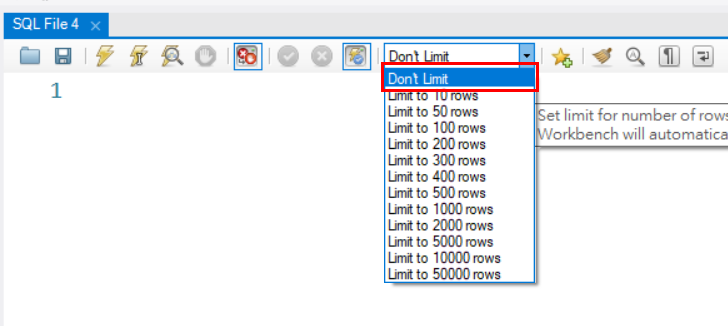 SQL File 4
Don't Limit
1
Don't Limit
Limit to 10 rows
Limit to 50 rows
Limit to 100 rows
Limit to 200 rows
Limit to 300 rows
Limit to 400 rows
Limit to 500 rows
Limit to 1000 rows
Limit to 2000 rows
Limit to 5000 rows
Limit to 10000 rows
Limit to 50000 rows
Set limit for number of rows
Workbench will automatica